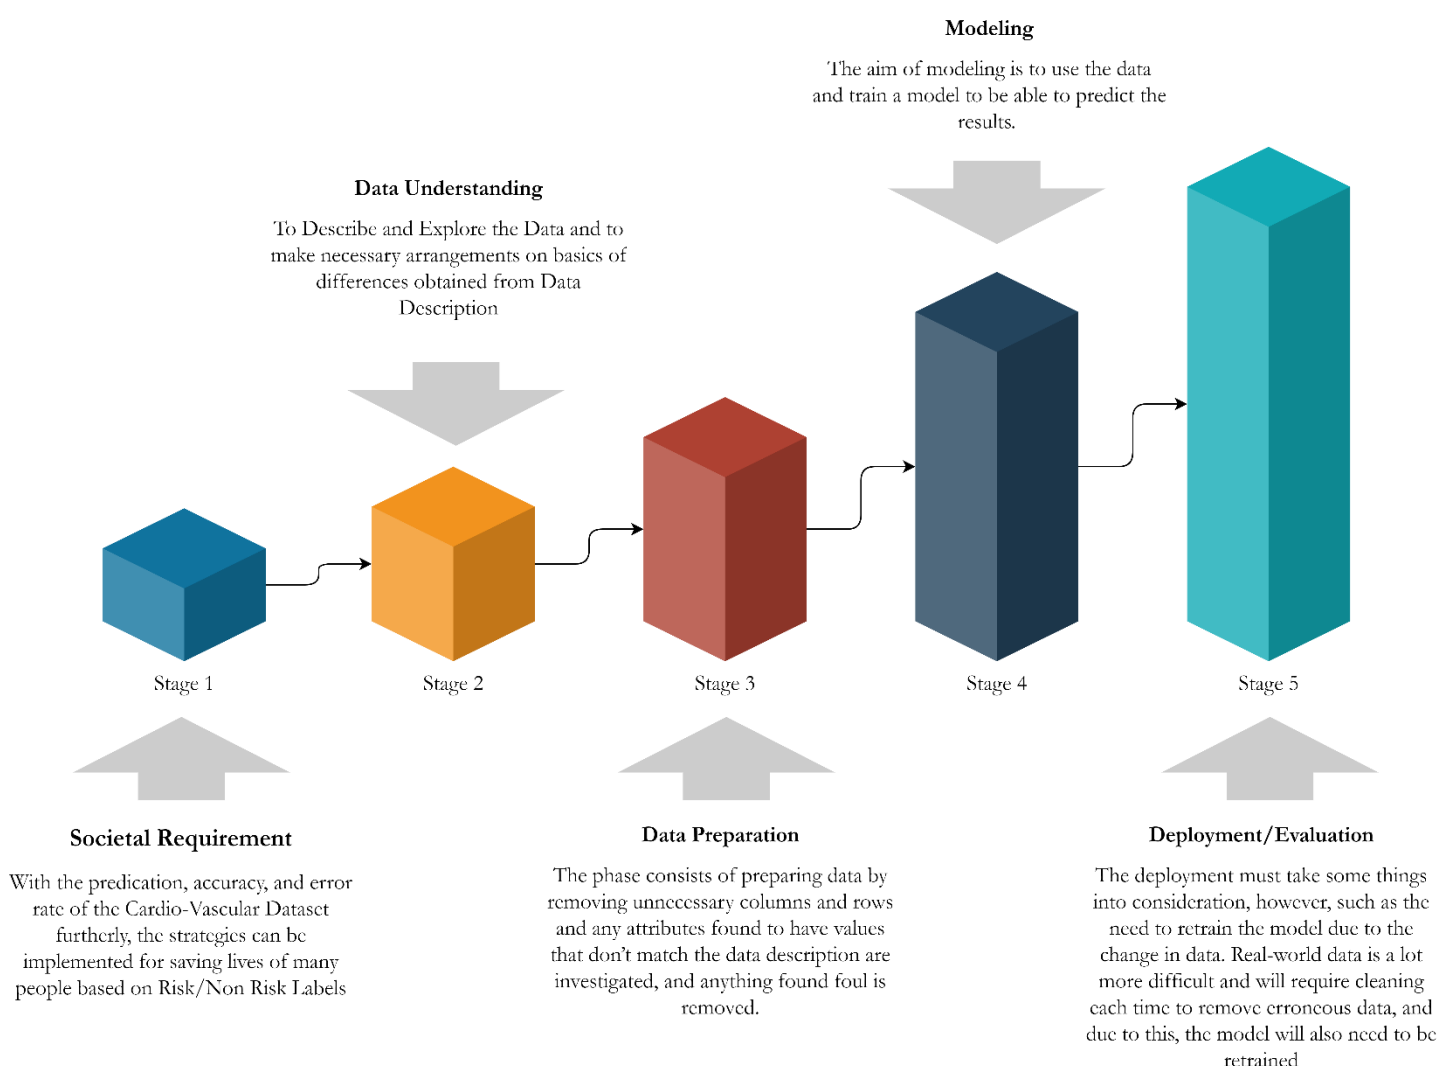 Modeling
The aim of modeling is to use the data
and train a model to be able to predict the
results.
Data Understanding
To Describe and Explore the Data and to
make necessary arrangements on basics of
differences obtained from Data
Description
Stage 1
Stage 2
Stage 3
Stage 4
Stage 5
Societal Requirement
With the predication, accuracy, and error
rate of the Cardio-Vascular Dataset
furtherly, the strategies can be
implemented for saving lives of many
people based on Risk/Non Risk Labels
Data Preparation
The phase consists of preparing data by
removing unnecessary columns and rows
and any attributes found to have values
that don't match the data description are
investigated, and anything found foul is
removed.
Deployment/Evaluation
The deployment must take some things
into consideration, however, such as the
need to retrain the model due to the
change in data. Real-world data is a lot
more difficult and will require cleaning
each time to remove erroneous data, and
due to this, the model will also need to be
retrained